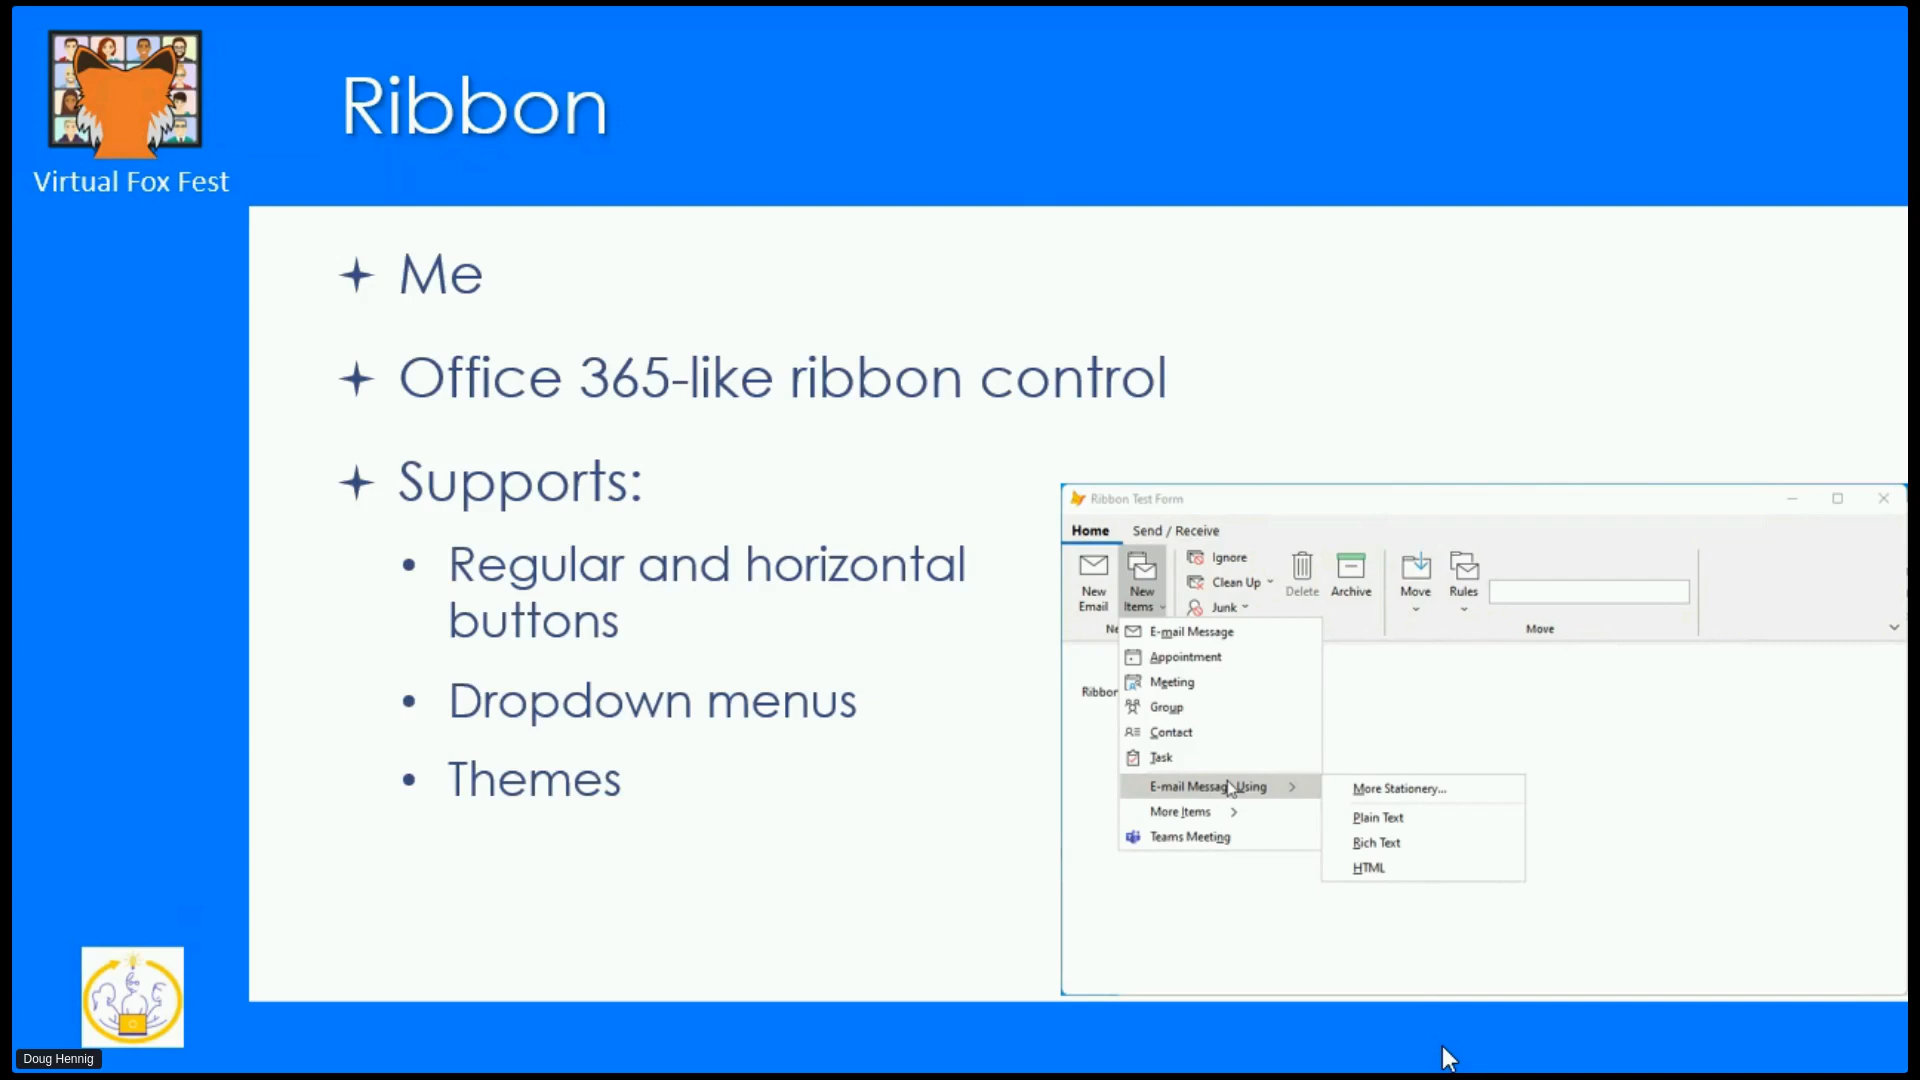 Virtual Fox Fest
Ribbon
Me
Office 365-like ribbon control
Supports:
• Regular and horizontal
buttons
• Dropdown menus
• Themes
Ribbon Test Form
Home Send / Receive
New Email
New Items
Ignore
Clean Up
Junk
Delete
Archive
Move
Rules
Ne
Move
E-mail Message
Appointment
Meeting
Group
Contact
Task
E-mail Message Using
More Items
Teams Meeting
Ribbon
More Stationery...
Plain Text
Rich Text
HTML
Doug Hennig